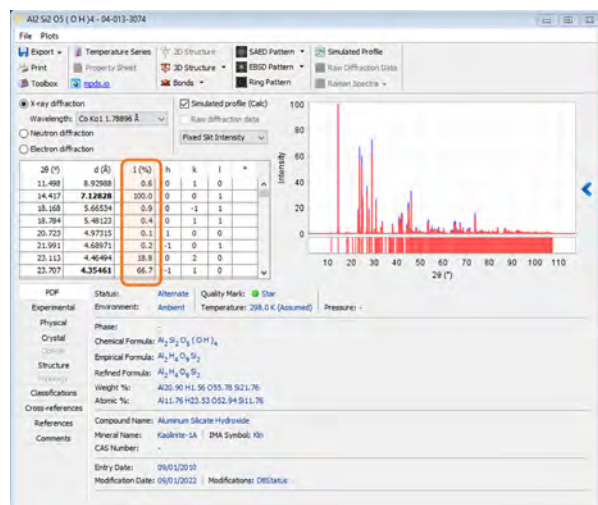 Al2 Si2 O5 ( O H )4 - 04-013-3074
File Plots
Export Temperature Series 2D Structure SAED Pattern Simulated Profile
Print Property Sheet 3D Structure EBSD Pattern Raw Diffraction Data
Toolbox mpds.io Bonds Ring Pattern Raman Spectra
X-ray diffraction Simulated profile (Calc)
Wavelength: Co Kα1 1.78896 Å Raw diffraction data
Neutron diffraction Fixed Slit Intensity
Electron diffraction
2θ (°) d (Å) I (%) h k l *
11.498 8.92988 0.6 0 1 0
14.417 7.12828 100.0 0 0 1
18.168 5.66534 0.9 0 -1 1
18.784 5.48123 0.4 0 1 1
20.723 4.97315 0.1 1 0 0
21.991 4.68971 0.2 -1 0 1
23.113 4.46494 18.8 0 2 0
23.707 4.35461 66.7 -1 1 0
Intensity
100
80
60
40
20
0
10 20 30 40 50 60 70 80 90 100 110
2θ (°)
PDF
Experimental
Physical
Crystal
Optical
Structure
Classifications
Cross-references
References
Comments
Status: Alternate Quality Mark: Star
Environment: Ambient Temperature: 298.0 K (Assumed) Pressure: -
Phase: -
Chemical Formula: Al2 Si2 O5 ( O H )4
Empirical Formula: Al2 H4 O9 Si2
Refined Formula: Al2 H4 O9 Si2
Weight %: Al20.90 H1.56 O55.78 Si21.76
Atomic %: Al11.76 H23.53 O52.94 Si11.76
Compound Name: Aluminum Silicate Hydroxide
Mineral Name: Kaolinite-1A IMA Symbol: Kln
CAS Number: -
Entry Date: 09/01/2010
Modification Date: 09/01/2022 Modifications: DBStatus